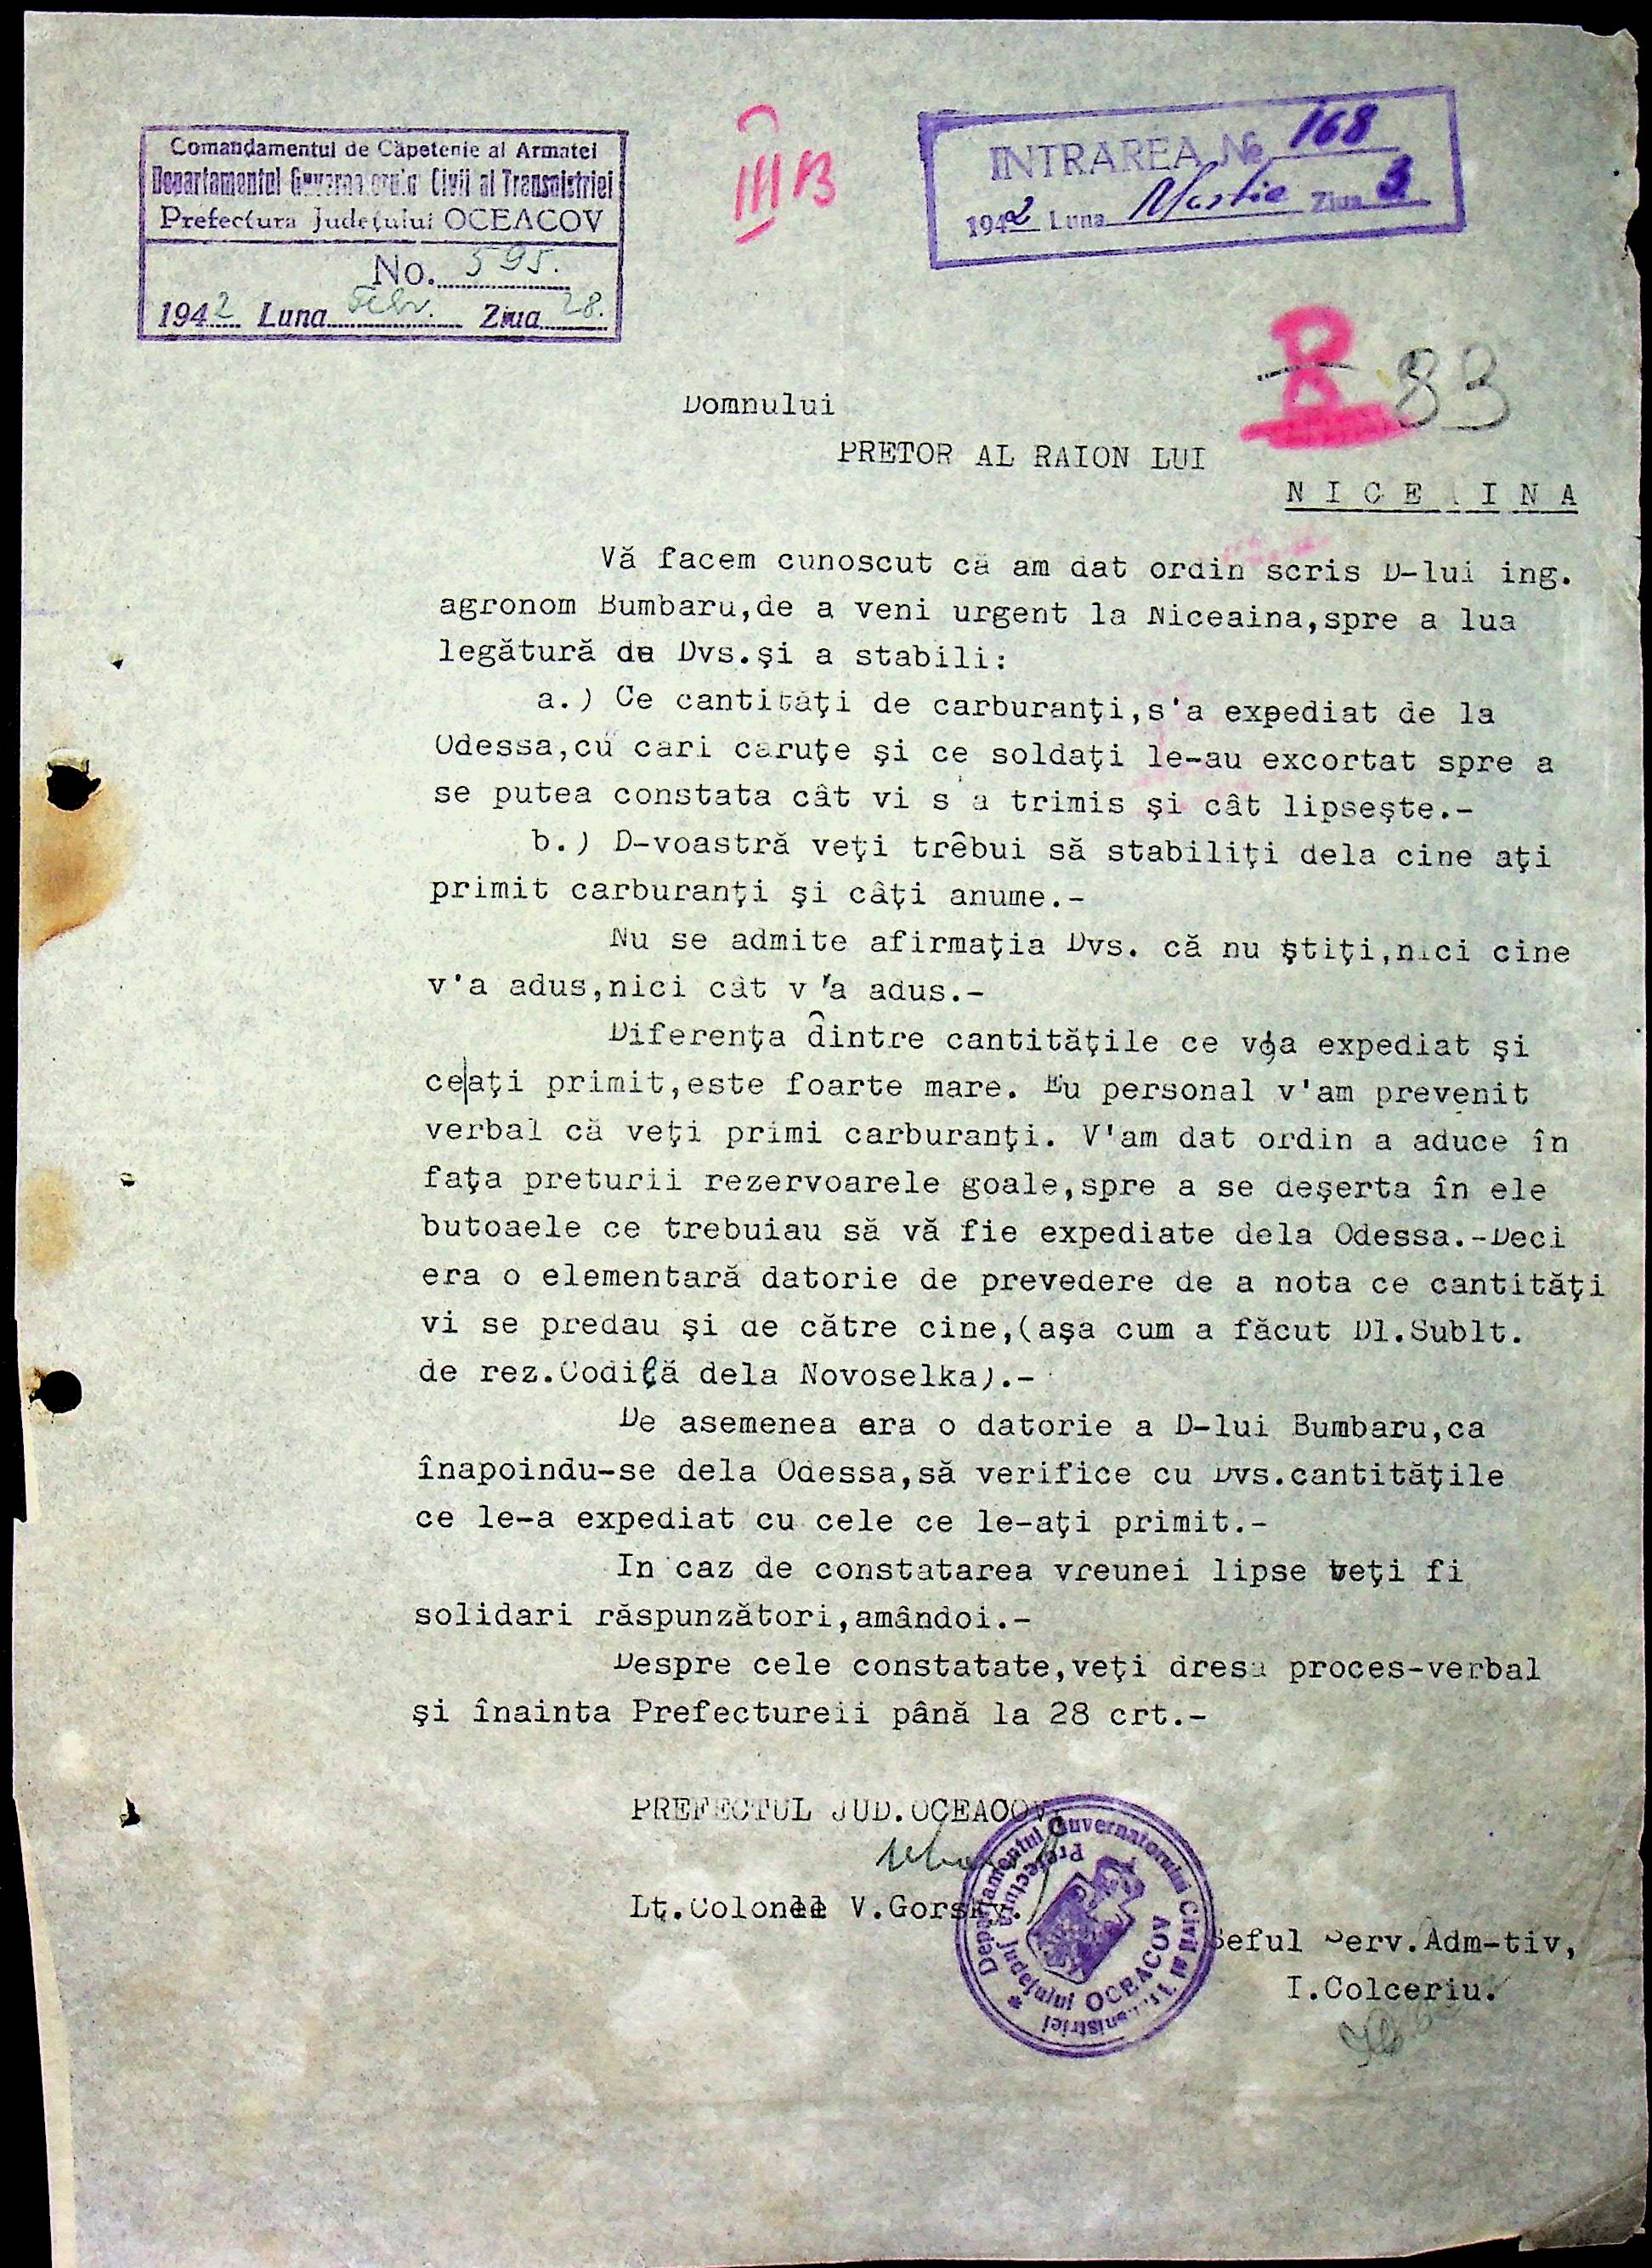 Comandamentul de Căpetenie al Armatei
Departamentul Guvernatorului Civil al Transnistriei
Prefectura Județului OCEACOV
No. 595.
1942 Luna Febr. Ziua 28.
III B
INTRAREA No 168
1942 Luna Martie Ziua 3
83
Domnului
PRETOR AL RAION LUI
N I C E A I N A
Vă facem cunoscut că am dat ordin scris D-lui ing.
agronom Bumbaru,de a veni urgent la Niceaina,spre a lua
legătură de Dvs.şi a stabili:
a.) Ce cantităţi de carburanţi,s'a expediat de la
Odessa,cu cari caruţe şi ce soldaţi le-au excortat spre a
se putea constata cât vi s'a trimis şi cât lipseşte.-
b.) D-voastră veţi trêbui să stabiliţi dela cine aţi
primit carburanţi şi câţi anume.-
Nu se admite afirmaţia Dvs. că nu ştiţi,nici cine
v'a adus,nici cât v'a adus.-
Diferenţa dintre cantităţile ce v'a expediat şi
ce aţi primit,este foarte mare. Eu personal v'am prevenit
verbal că veţi primi carburanţi. V'am dat ordin a aduce în
faţa preturii rezervoarele goale,spre a se deşerta în ele
butoaele ce trebuiau să vă fie expediate dela Odessa.-Deci
era o elementară datorie de prevedere de a nota ce cantităţi
vi se predau şi de către cine,(aşa cum a făcut Dl.Sublt.
de rez.Codiţă dela Novoselka).-
De asemenea era o datorie a D-lui Bumbaru,ca
înapoindu-se dela Odessa,să verifice cu Dvs.cantităţile
ce le-a expediat cu cele ce le-aţi primit.-
In caz de constatarea vreunei lipse veţi fi
solidari răspunzători,amândoi.-
Despre cele constatate,veţi dresa proces-verbal
şi înainta Prefectureii până la 28 crt.-
PREFECTUL JUD.OCEACOV,
Lt.Colonel V.Gorsky.
Departamentul Guvernatorului Civil al Transnistriei
Prefectura Județului OCEACOV
Seful Serv.Adm-tiv,
I.Colceriu.